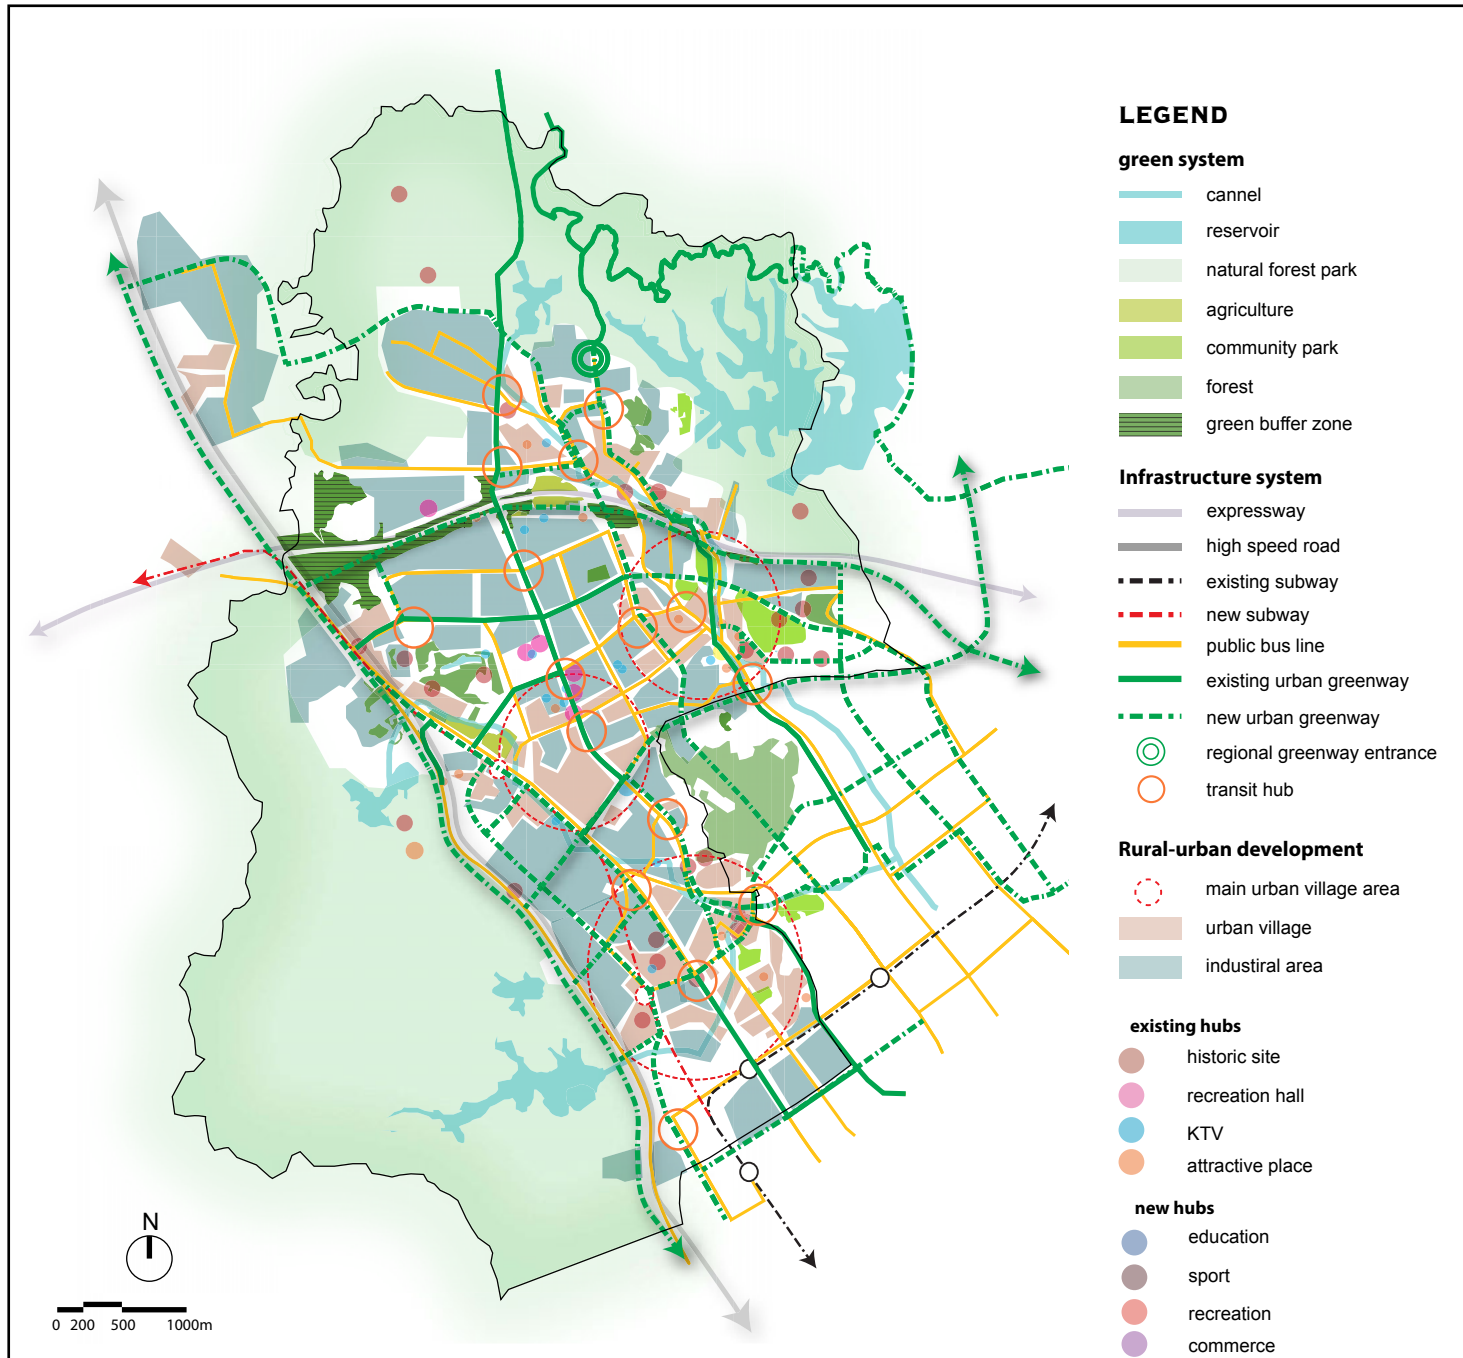 LEGEND
green system
cannel
reservoir
natural forest park
agriculture
community park
forest
green buffer zone
Infrastructure system
expressway
high speed road
existing subway
new subway
public bus line
existing urban greenway
new urban greenway
regional greenway entrance
transit hub
Rural-urban development
main urban village area
urban village
industiral area
existing hubs
historic site
recreation hall
KTV
attractive place
new hubs
education
sport
recreation
commerce
N
0 200 500 1000m